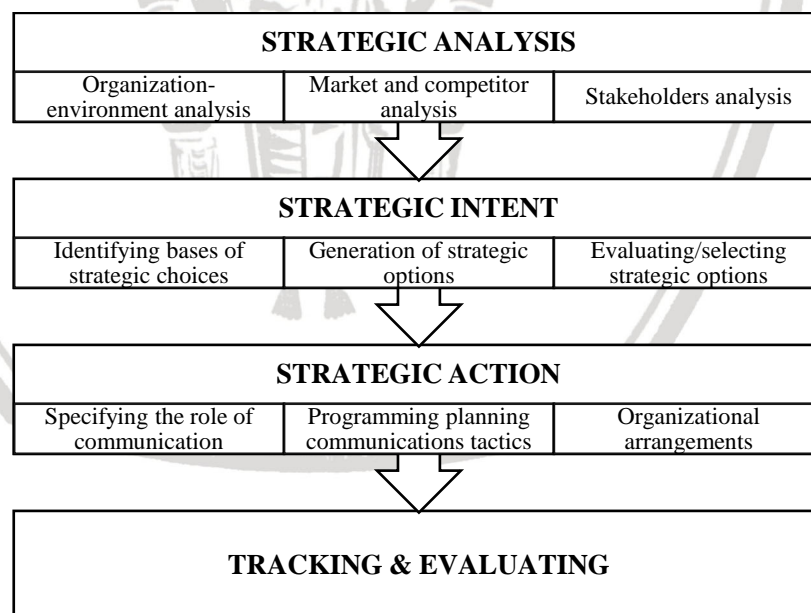 STRATEGIC ANALYSIS
Organization-
environment analysis
Market and competitor
analysis
Stakeholders analysis
STRATEGIC INTENT
Identifying bases of
strategic choices
Generation of strategic
options
Evaluating/selecting
strategic options
STRATEGIC ACTION
Specifying the role of
communication
Programming planning
communications tactics
Organizational
arrangements
TRACKING & EVALUATING